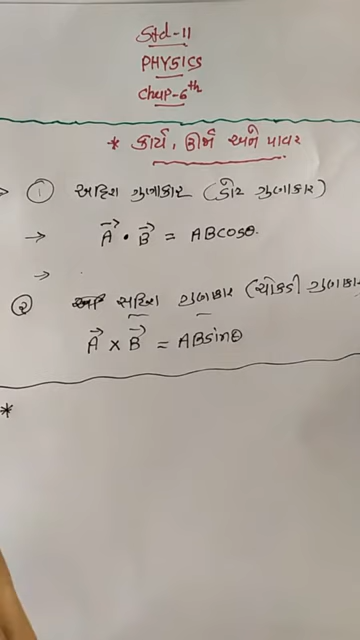 Std-11
PHYSICS
Chap-6th
* કાર્ય, ઊર્જા અને પાવર
→ ① અદિશ ગુણાકાર (ડોટ ગુણાકાર)
→ A⃗ · B⃗ = ABcosθ.
→
② સદિશ ગુણાકાર (ચોકડી ગુણાકા
A⃗ × B⃗ = ABsinθ
*